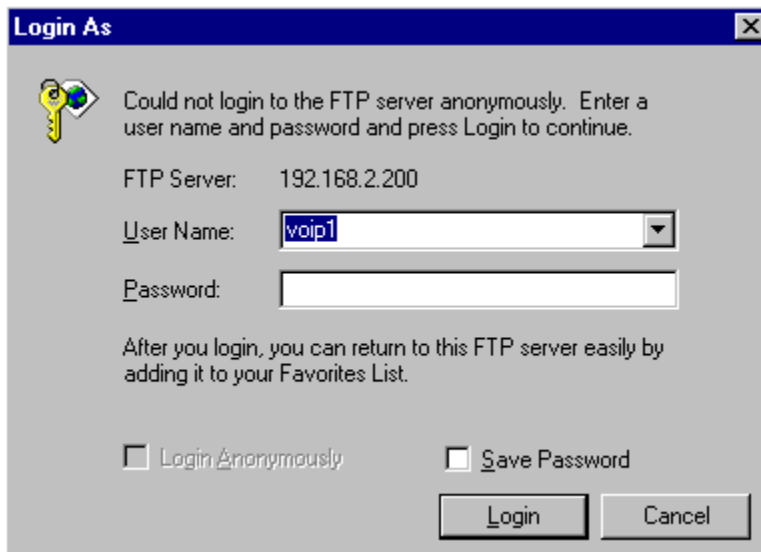 Login As
Could not login to the FTP server anonymously.  Enter a
user name and password and press Login to continue.
FTP Server: 192.168.2.200
User Name: voip1
Password:
After you login, you can return to this FTP server easily by
adding it to your Favorites List.
Login Anonymously Save Password
Login Cancel